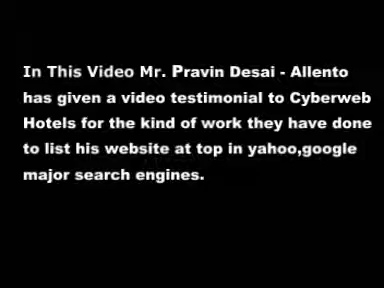 In This Video Mr. Pravin Desai - Allento
has given a video testimonial to Cyberweb
Hotels for the kind of work they have done
to list his website at top in yahoo,google
major search engines.